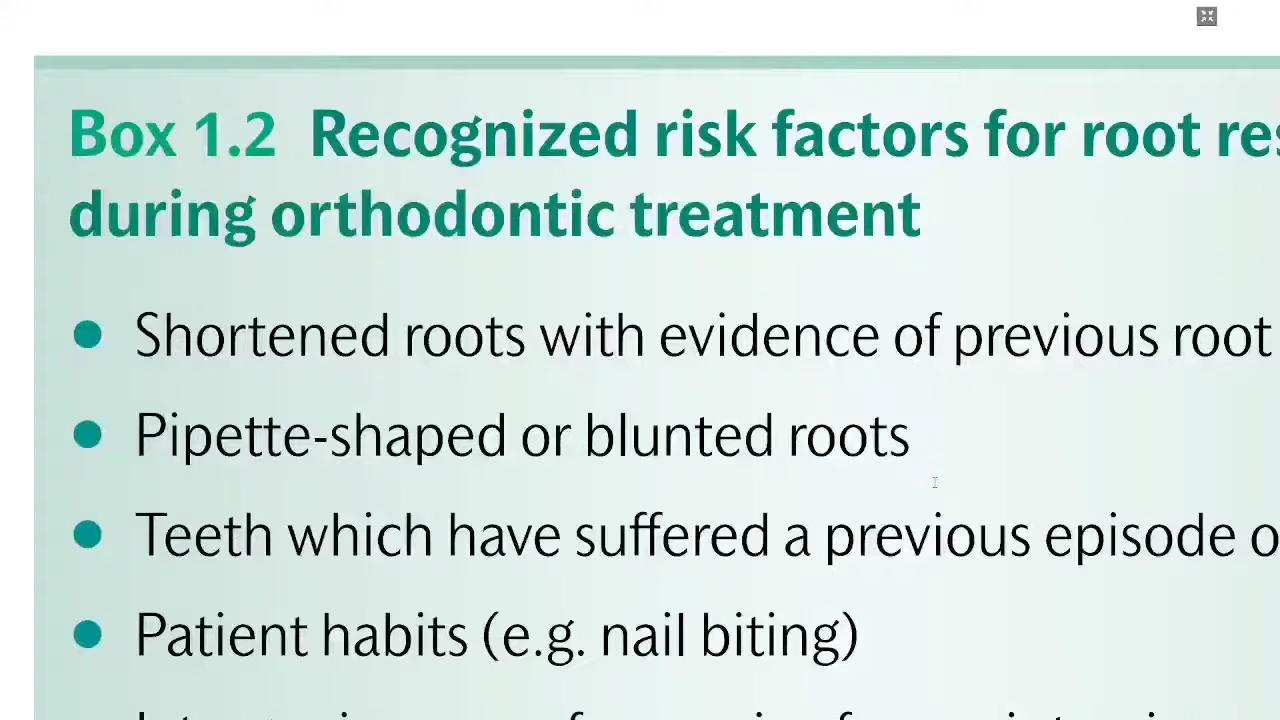 Box 1.2 Recognized risk factors for root
during orthodontic treatment
• Shortened roots with evidence of previous root
• Pipette-shaped or blunted roots
• Teeth which have suffered a previous episode
• Patient habits (e.g. nail biting)